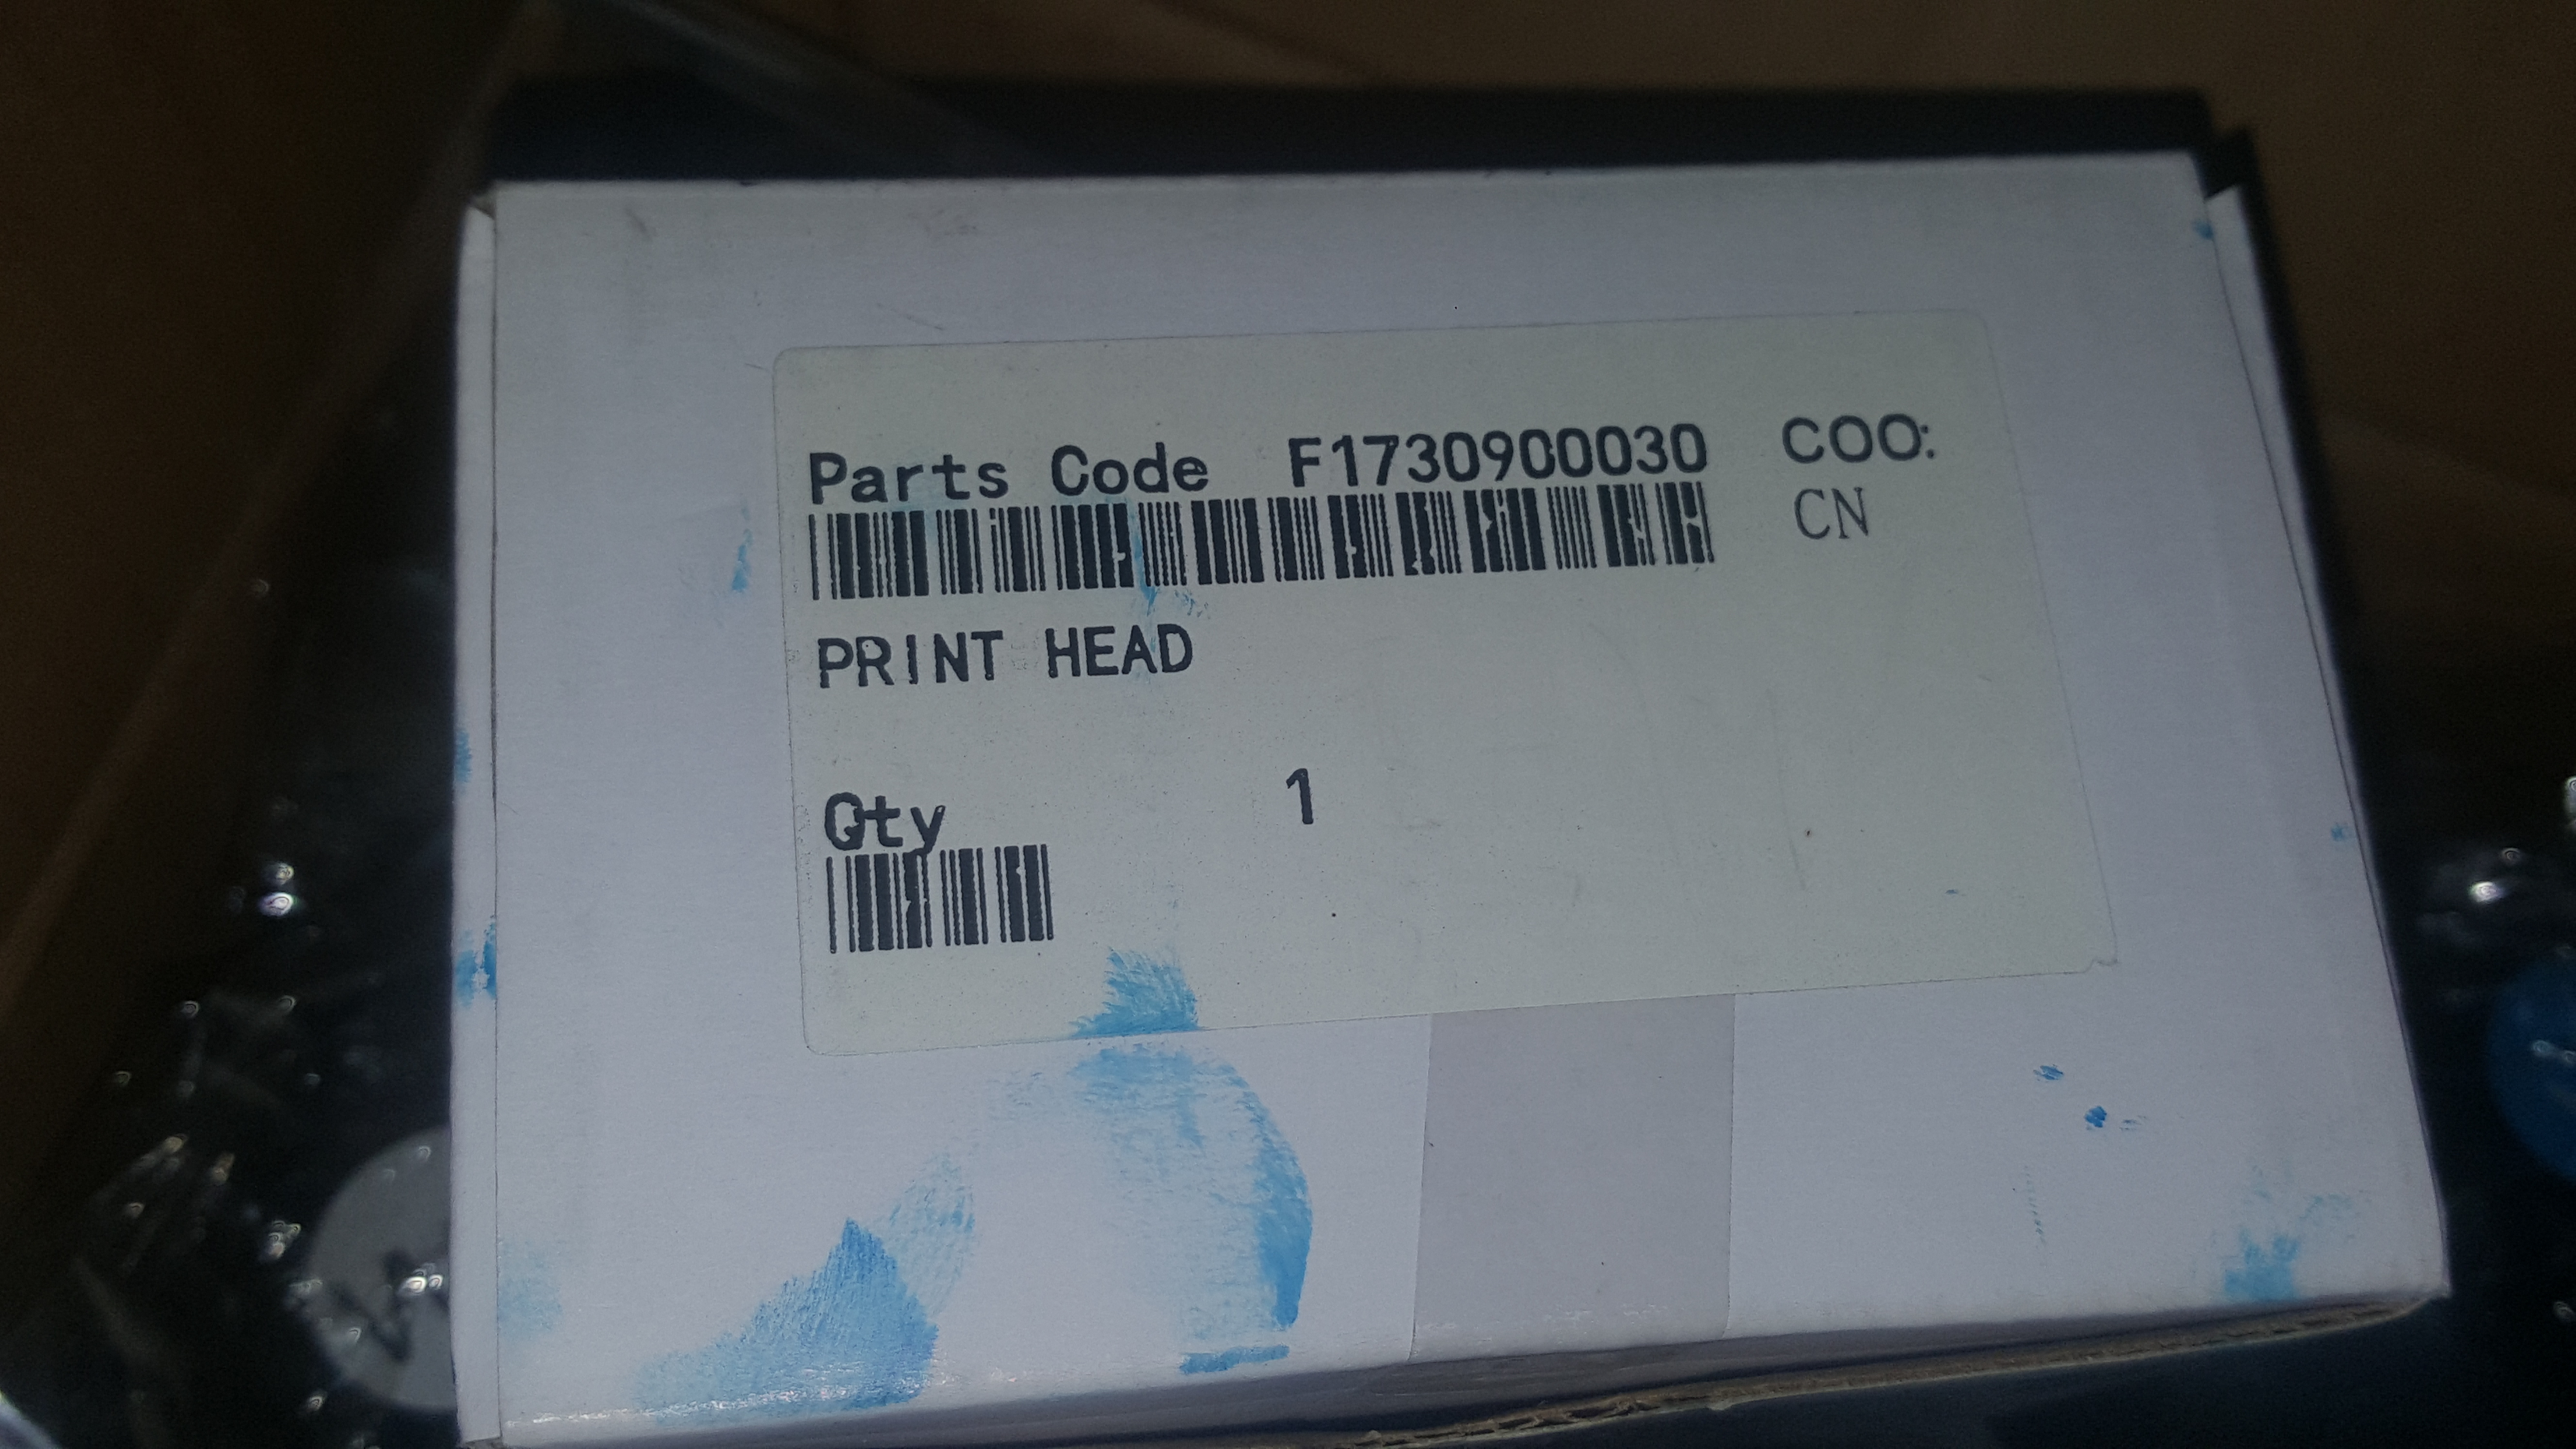 Parts Code F1730900030 COO:
CN
PRINT HEAD
Qty 1